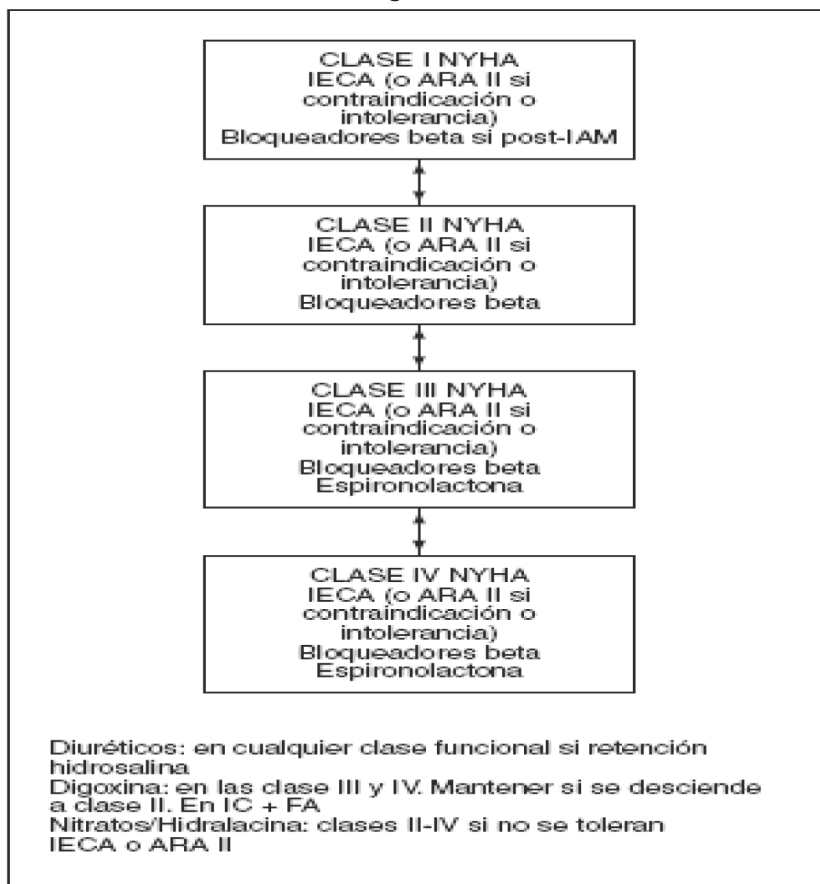 CLASE I NYHA
IECA (o ARA II si
contraindicación o
intolerancia)
Bloqueadores beta si post-IAM
CLASE II NYHA
IECA (o ARA II si
contraindicación o
intolerancia)
Bloqueadores beta
CLASE III NYHA
IECA (o ARA II si
contraindicación o
intolerancia)
Bloqueadores beta
Espironolactona
CLASE IV NYHA
IECA (o ARA II si
contraindicación o
intolerancia)
Bloqueadores beta
Espironolactona
Diuréticos: en cualquier clase funcional si retención
hidrosalina
Digoxina: en las clase III y IV. Mantener si se desciende
a clase II. En IC + FA
Nitratos/Hidralacina: clases II-IV si no se toleran
IECA o ARA II